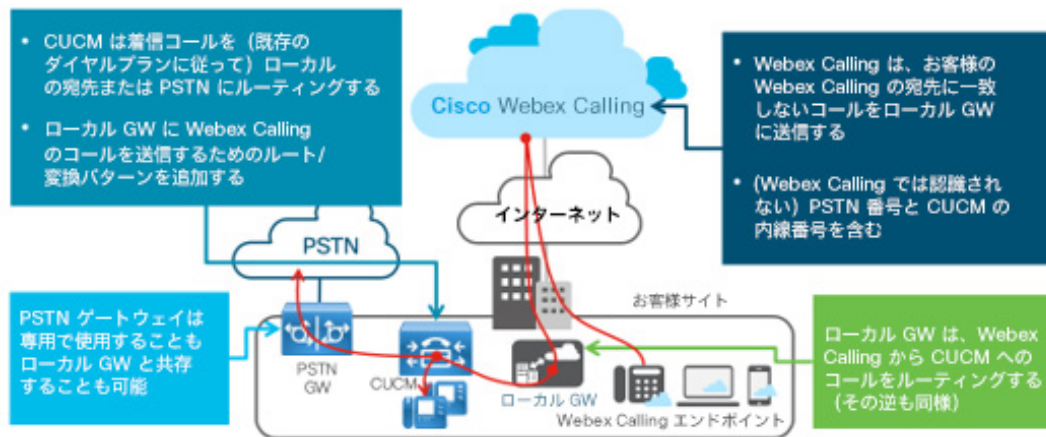 • CUCM は着信コールを（既存の
ダイヤルプランに従って）ローカル
の宛先または PSTN にルーティングする
• ローカル GW に Webex Calling
のコールを送信するためのルート/
変換パターンを追加する
Cisco Webex Calling
• Webex Calling は、お客様の
Webex Calling の宛先に一致
しないコールをローカル GW
に送信する
• (Webex Calling では認識され
ない）PSTN 番号と CUCM の
内線番号を含む
インターネット
PSTN
お客様サイト
PSTN ゲートウェイは
専用で使用することも
ローカル GW と共存
することも可能
PSTN
GW
CUCM
ローカル GW
Webex Calling エンドポイント
ローカル GW は、Webex
Calling から CUCM への
コールをルーティングする
（その逆も同様）